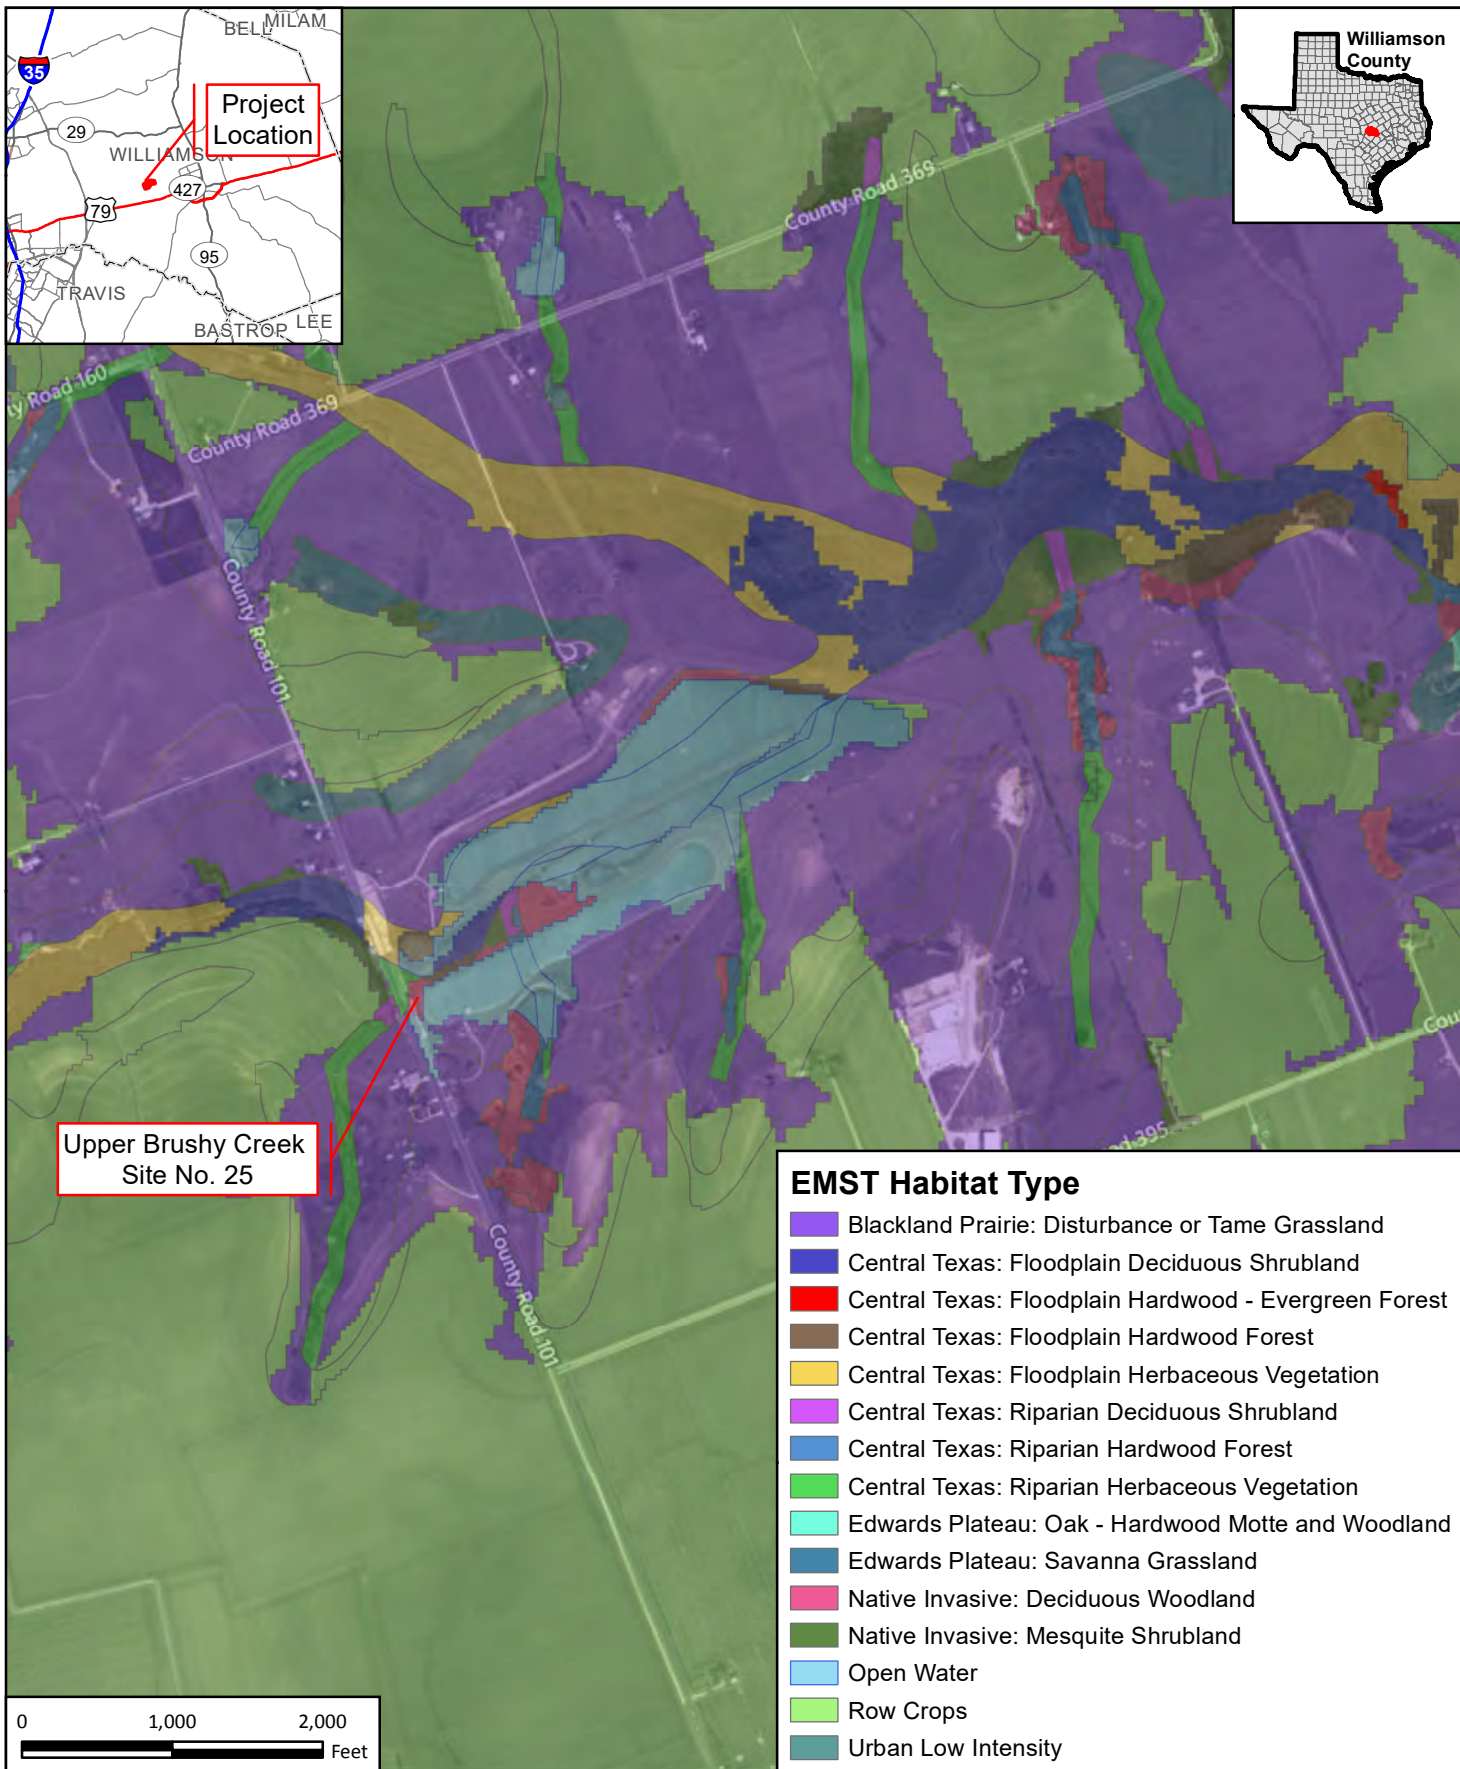 BELL
MILAM
35
Project
Location
29
WILLIAMSON
427
79
95
TRAVIS
BASTROP
LEE
Williamson
County
County Road 369
ty Road 160
County Road 369
County Road 101
Cou
ad 395
Upper Brushy Creek
Site No. 25
County Road 101
EMST Habitat Type
Blackland Prairie: Disturbance or Tame Grassland
Central Texas: Floodplain Deciduous Shrubland
Central Texas: Floodplain Hardwood - Evergreen Forest
Central Texas: Floodplain Hardwood Forest
Central Texas: Floodplain Herbaceous Vegetation
Central Texas: Riparian Deciduous Shrubland
Central Texas: Riparian Hardwood Forest
Central Texas: Riparian Herbaceous Vegetation
Edwards Plateau: Oak - Hardwood Motte and Woodland
Edwards Plateau: Savanna Grassland
Native Invasive: Deciduous Woodland
Native Invasive: Mesquite Shrubland
Open Water
Row Crops
Urban Low Intensity
0 1,000 2,000
Feet